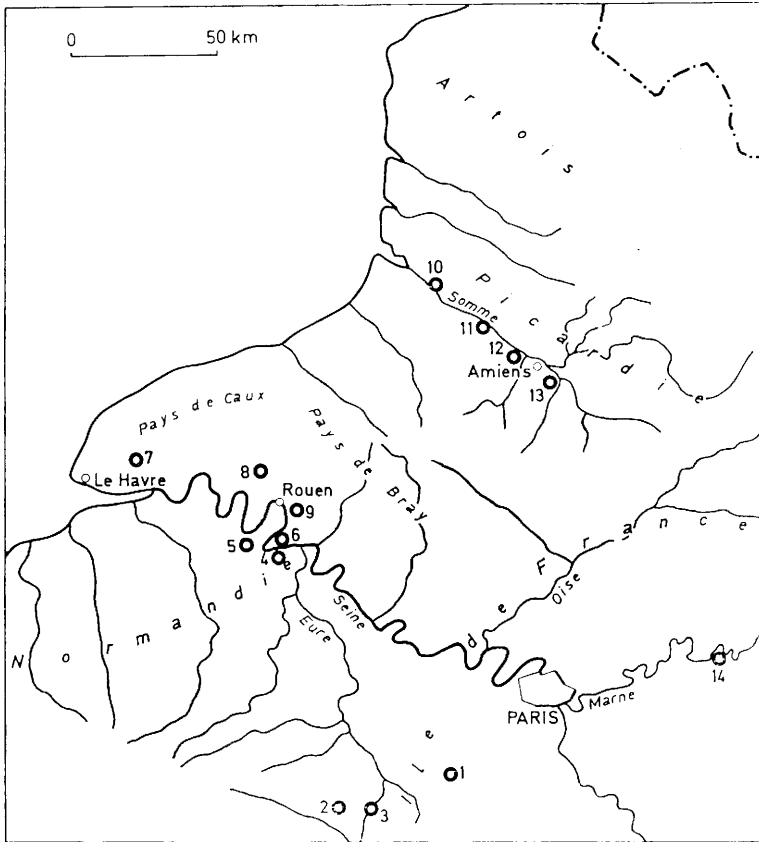 0 50 km
Artois
Picardie
10
Somme
11
12
Amiens
13
Pays de Caux
Pays de Bray
7
Le Havre
8
Rouen
9
5
6
4
Normandie
Seine
Eure
Ile de France
Oise
Marne
14
PARIS
1
2
3